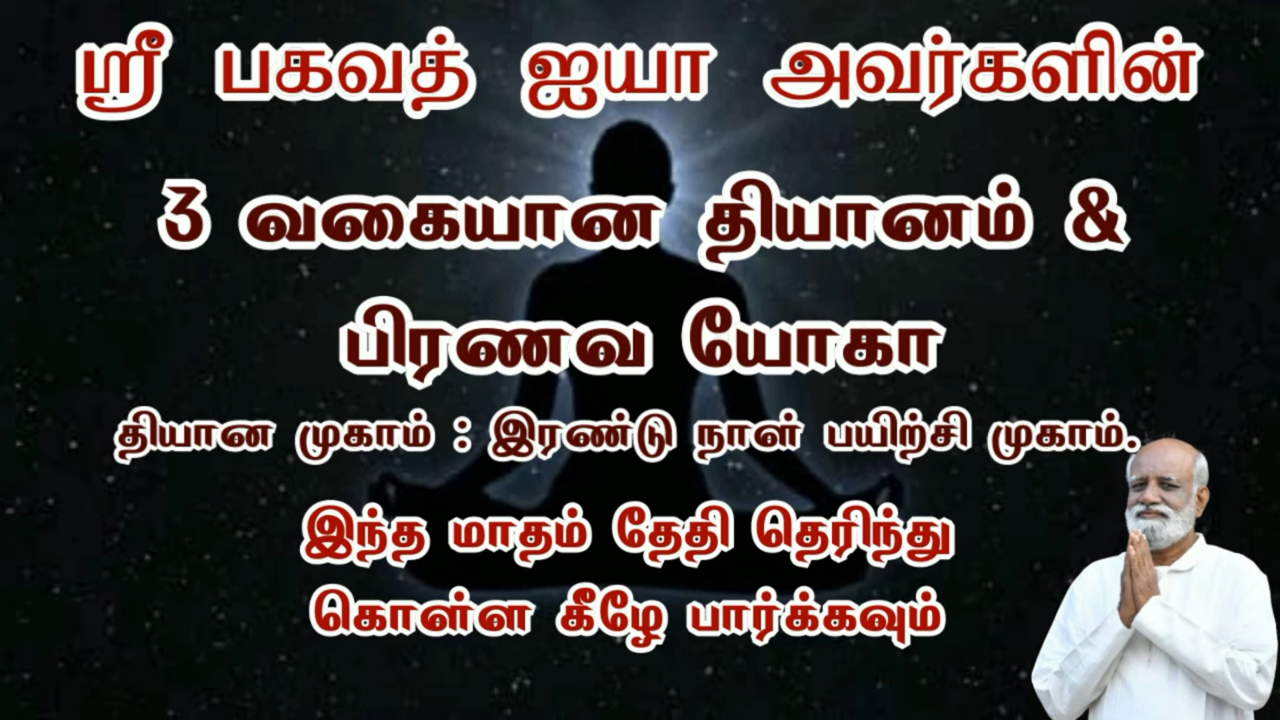 ஸ்ரீ பகவத் ஐயா அவர்களின்
3 வகையான தியானம் &
பிரணவ யோகா
தியான முகாம் : இரண்டு நாள் பயிற்சி முகாம்.
இந்த மாதம் தேதி தெரிந்து
கொள்ள கீழே பார்க்கவும்